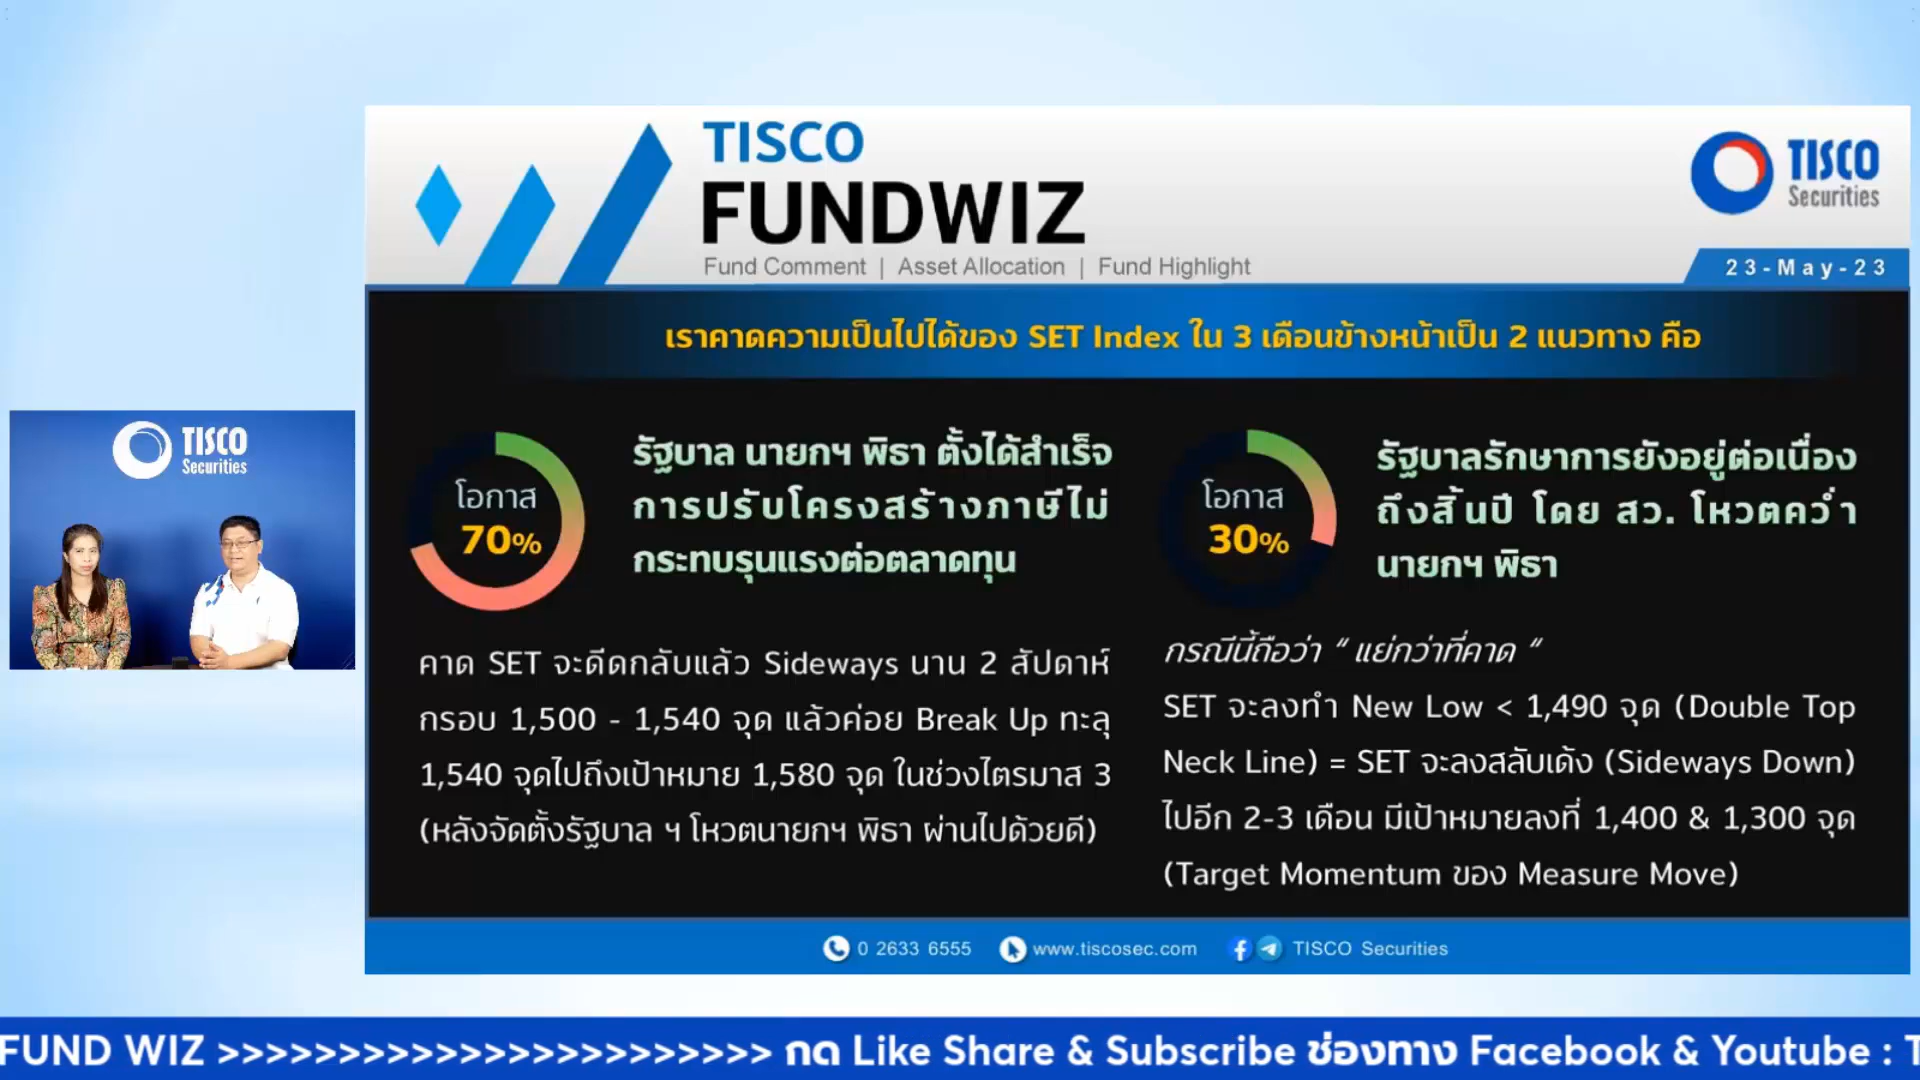 TISCO
FUNDWIZ
Fund Comment | Asset Allocation | Fund Highlight
TISCO
Securities
23-May-23
เราคาดความเป็นไปได้ของ SET Index ใน 3 เดือนข้างหน้าเป็น 2 แนวทาง คือ
TISCO
Securities
โอกาส
70%
รัฐบาล นายกฯ พิธา ตั้งได้สำเร็จ
การปรับโครงสร้างภาษีไม่
กระทบรุนแรงต่อตลาดทุน
คาด SET จะดีดกลับแล้ว Sideways นาน 2 สัปดาห์
กรอบ 1,500 - 1,540 จุด แล้วค่อย Break Up ทะลุ
1,540 จุดไปถึงเป้าหมาย 1,580 จุด ในช่วงไตรมาส 3
(หลังจัดตั้งรัฐบาล ฯ โหวตนายกฯ พิธา ผ่านไปด้วยดี)
โอกาส
30%
รัฐบาลรักษาการยังอยู่ต่อเนื่อง
ถึงสิ้นปี โดย สว. โหวตคว่ำ
นายกฯ พิธา
กรณีนี้ถือว่า “ แย่กว่าที่คาด “
SET จะลงทำ New Low < 1,490 จุด (Double Top
Neck Line) = SET จะลงสลับเด้ง (Sideways Down)
ไปอีก 2-3 เดือน มีเป้าหมายลงที่ 1,400 & 1,300 จุด
(Target Momentum ของ Measure Move)
0 2633 6555 www.tiscosec.com TISCO Securities
FUND WIZ >>>>>>>>>>>>>>>>>>>>>>> กด Like Share & Subscribe ช่องทาง Facebook & Youtube : T